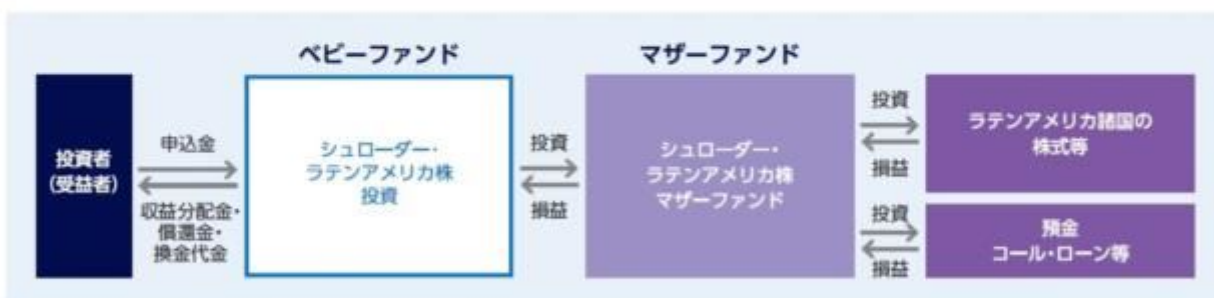 ベビーファンド
マザーファンド
投資者
(受益者)
申込金
収益分配金・
償還金・
換金代金
シュローダー・
ラテンアメリカ株
投資
投資
損益
シュローダー・
ラテンアメリカ株
マザーファンド
投資
損益
ラテンアメリカ諸国の
株式等
投資
損益
預金
コール・ローン等